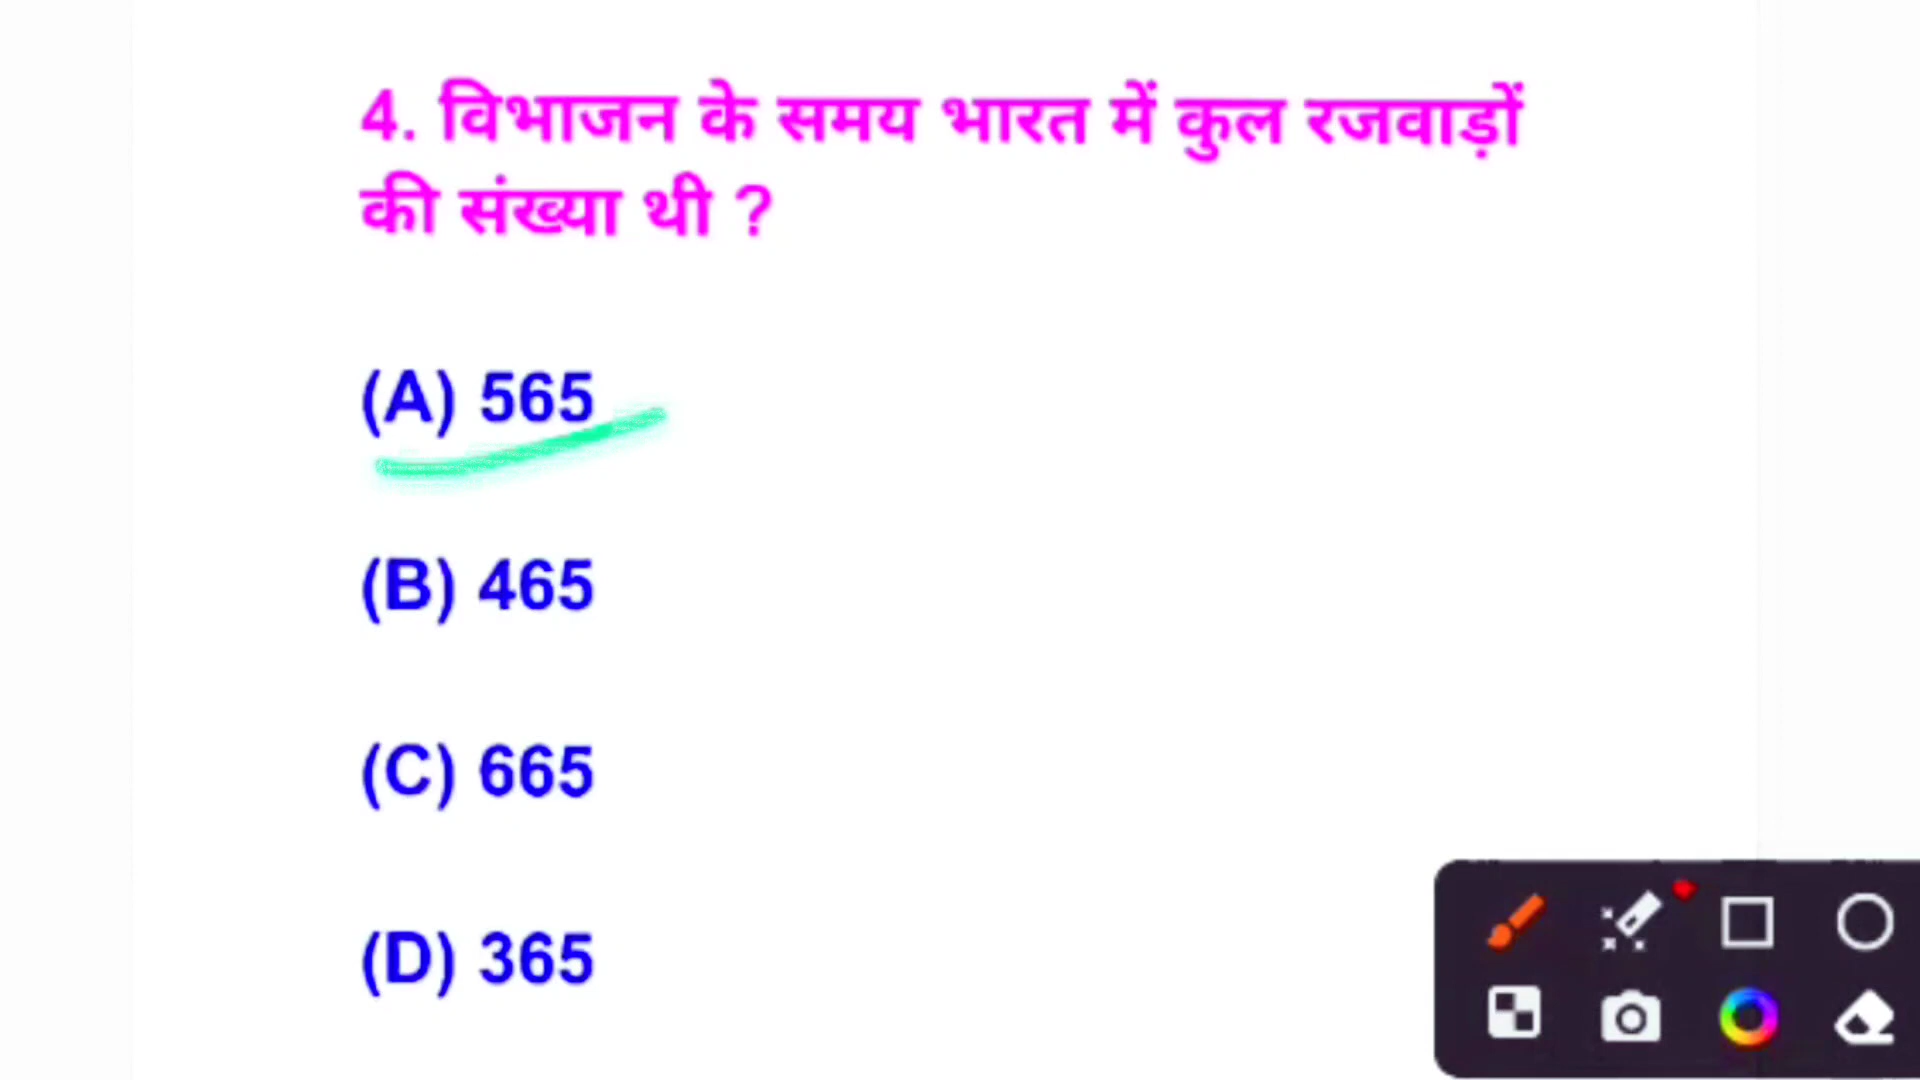 4. विभाजन के समय भारत में कुल रजवाड़ों
की संख्या थी ?
(A) 565
(B) 465
(C) 665
(D) 365